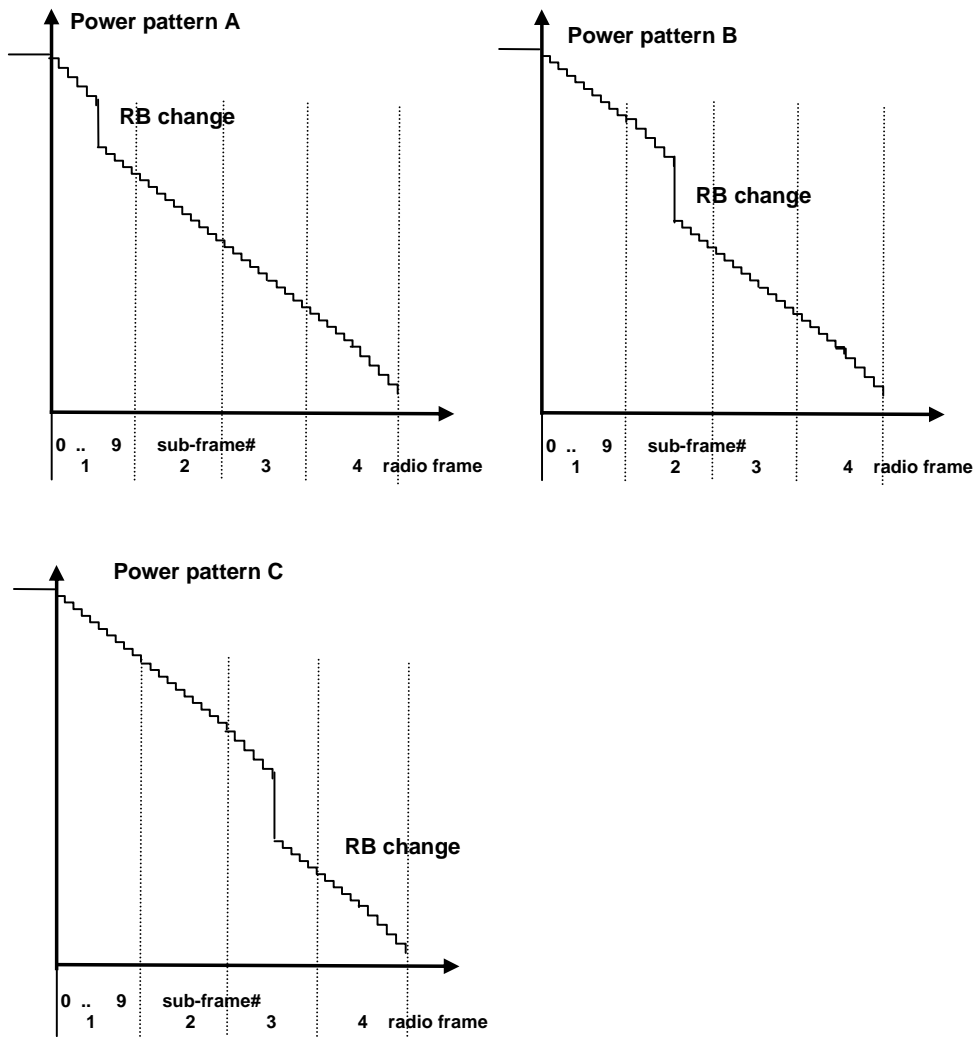 Power pattern A
RB change
0 .. 9 sub-frame#
1 2 3 4 radio frame
Power pattern B
RB change
0 .. 9 sub-frame#
1 2 3 4 radio frame
Power pattern C
RB change
0 .. 9 sub-frame#
1 2 3 4 radio frame